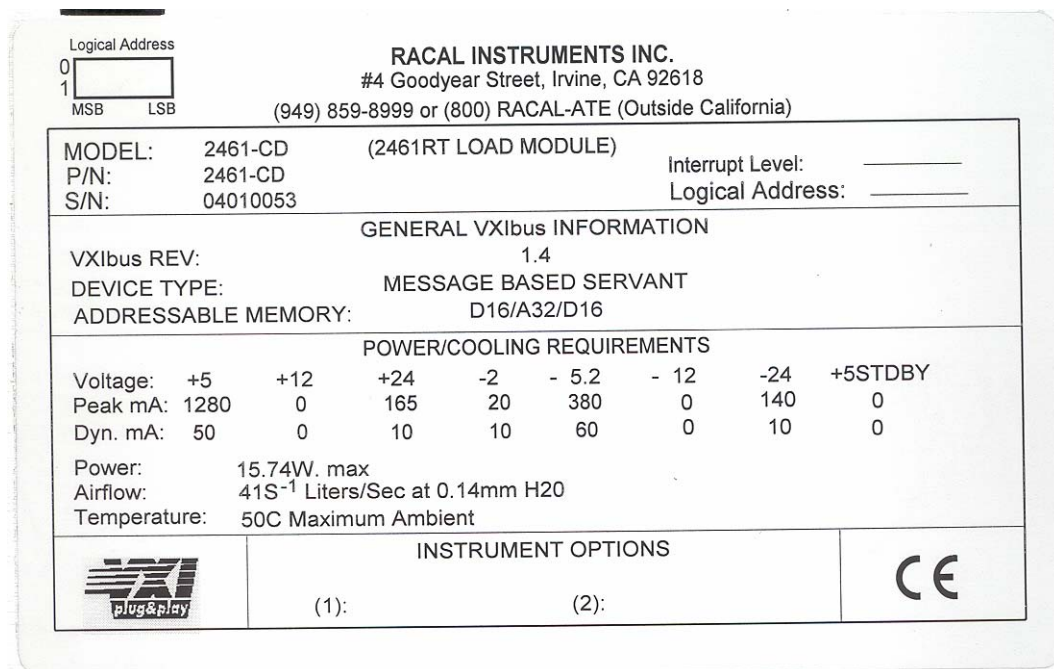 Logical Address
0
1
MSB LSB
RACAL INSTRUMENTS INC.
#4 Goodyear Street, Irvine, CA 92618
(949) 859-8999 or (800) RACAL-ATE (Outside California)
MODEL: 2461-CD (2461RT LOAD MODULE)
P/N: 2461-CD
S/N: 04010053
Interrupt Level:
Logical Address:
GENERAL VXIbus INFORMATION
VXIbus REV: 1.4
DEVICE TYPE: MESSAGE BASED SERVANT
ADDRESSABLE MEMORY: D16/A32/D16
POWER/COOLING REQUIREMENTS
Voltage: +5 +12 +24 -2 - 5.2 - 12 -24 +5STDBY
Peak mA: 1280 0 165 20 380 0 140 0
Dyn. mA: 50 0 10 10 60 0 10 0
Power: 15.74W. max
Airflow: 41S⁻¹ Liters/Sec at 0.14mm H20
Temperature: 50C Maximum Ambient
VXI
plug&play
INSTRUMENT OPTIONS
(1): (2):
CE